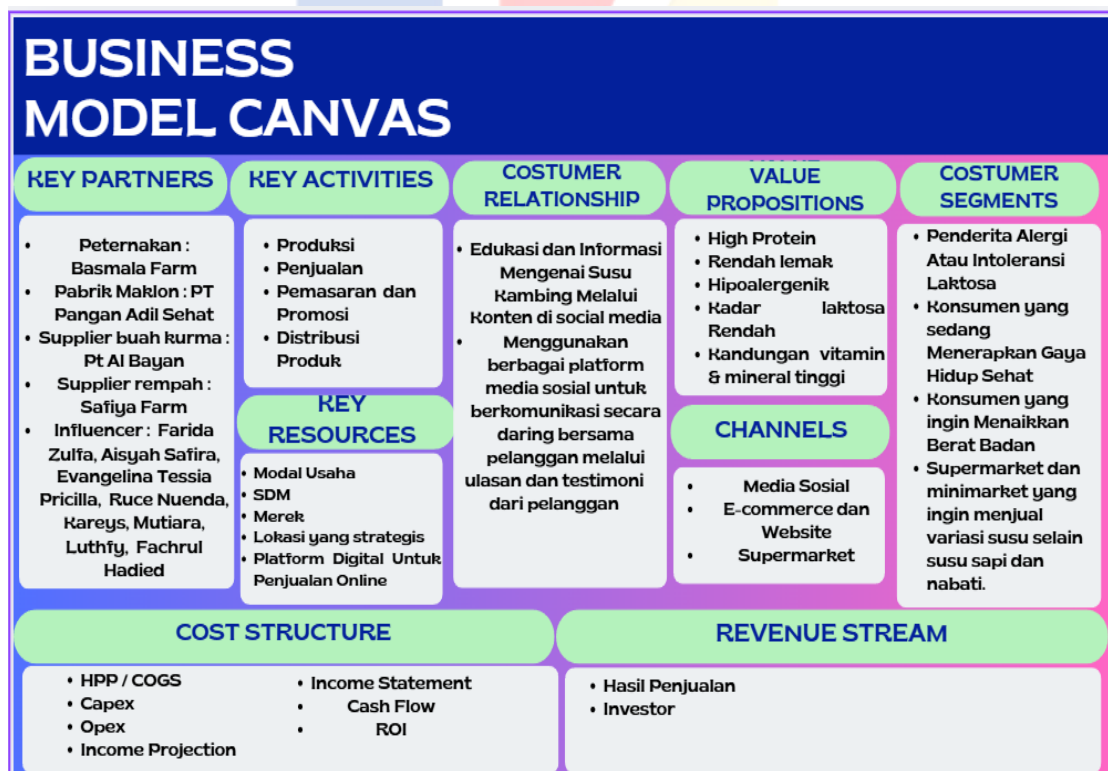 BUSINESS
MODEL CANVAS
KEY PARTNERS
Peternakan :
Basmala Farm
Pabrik Maklon : PT
Pangan Adil Sehat
Supplier buah kurma :
Pt Al Bayan
Supplier rempah :
Safiya Farm
Influencer : Farida
Zulfa, Aisyah Safira,
Evangelina Tessia
Pricilla, Ruce Nuenda,
Kareys, Mutiara,
Luthfy, Fachrul
Hadied
KEY ACTIVITIES
Produksi
Penjualan
Pemasaran dan
Promosi
Distribusi
Produk
KEY
RESOURCES
Modal Usaha
SDM
Merek
Lokasi yang strategis
Platform Digital Untuk
Penjualan Online
COSTUMER
RELATIONSHIP
Edukasi dan Informasi
Mengenai Susu
Kambing Melalui
Konten di social media
Menggunakan
berbagai platform
media sosial untuk
berkomunikasi secara
daring bersama
pelanggan melalui
ulasan dan testimoni
dari pelanggan
VALUE
PROPOSITIONS
High Protein
Rendah lemak
Hipoalergenik
Kadar laktosa
Rendah
Kandungan vitamin
& mineral tinggi
CHANNELS
Media Sosial
E-commerce dan
Website
Supermarket
COSTUMER
SEGMENTS
Penderita Alergi
Atau Intoleransi
Laktosa
Konsumen yang
sedang
Menerapkan Gaya
Hidup Sehat
Konsumen yang
ingin Menaikkan
Berat Badan
Supermarket dan
minimarket yang
ingin menjual
variasi susu selain
susu sapi dan
nabati.
COST STRUCTURE
HPP / COGS
Capex
Opex
Income Projection
Income Statement
Cash Flow
ROI
REVENUE STREAM
Hasil Penjualan
Investor